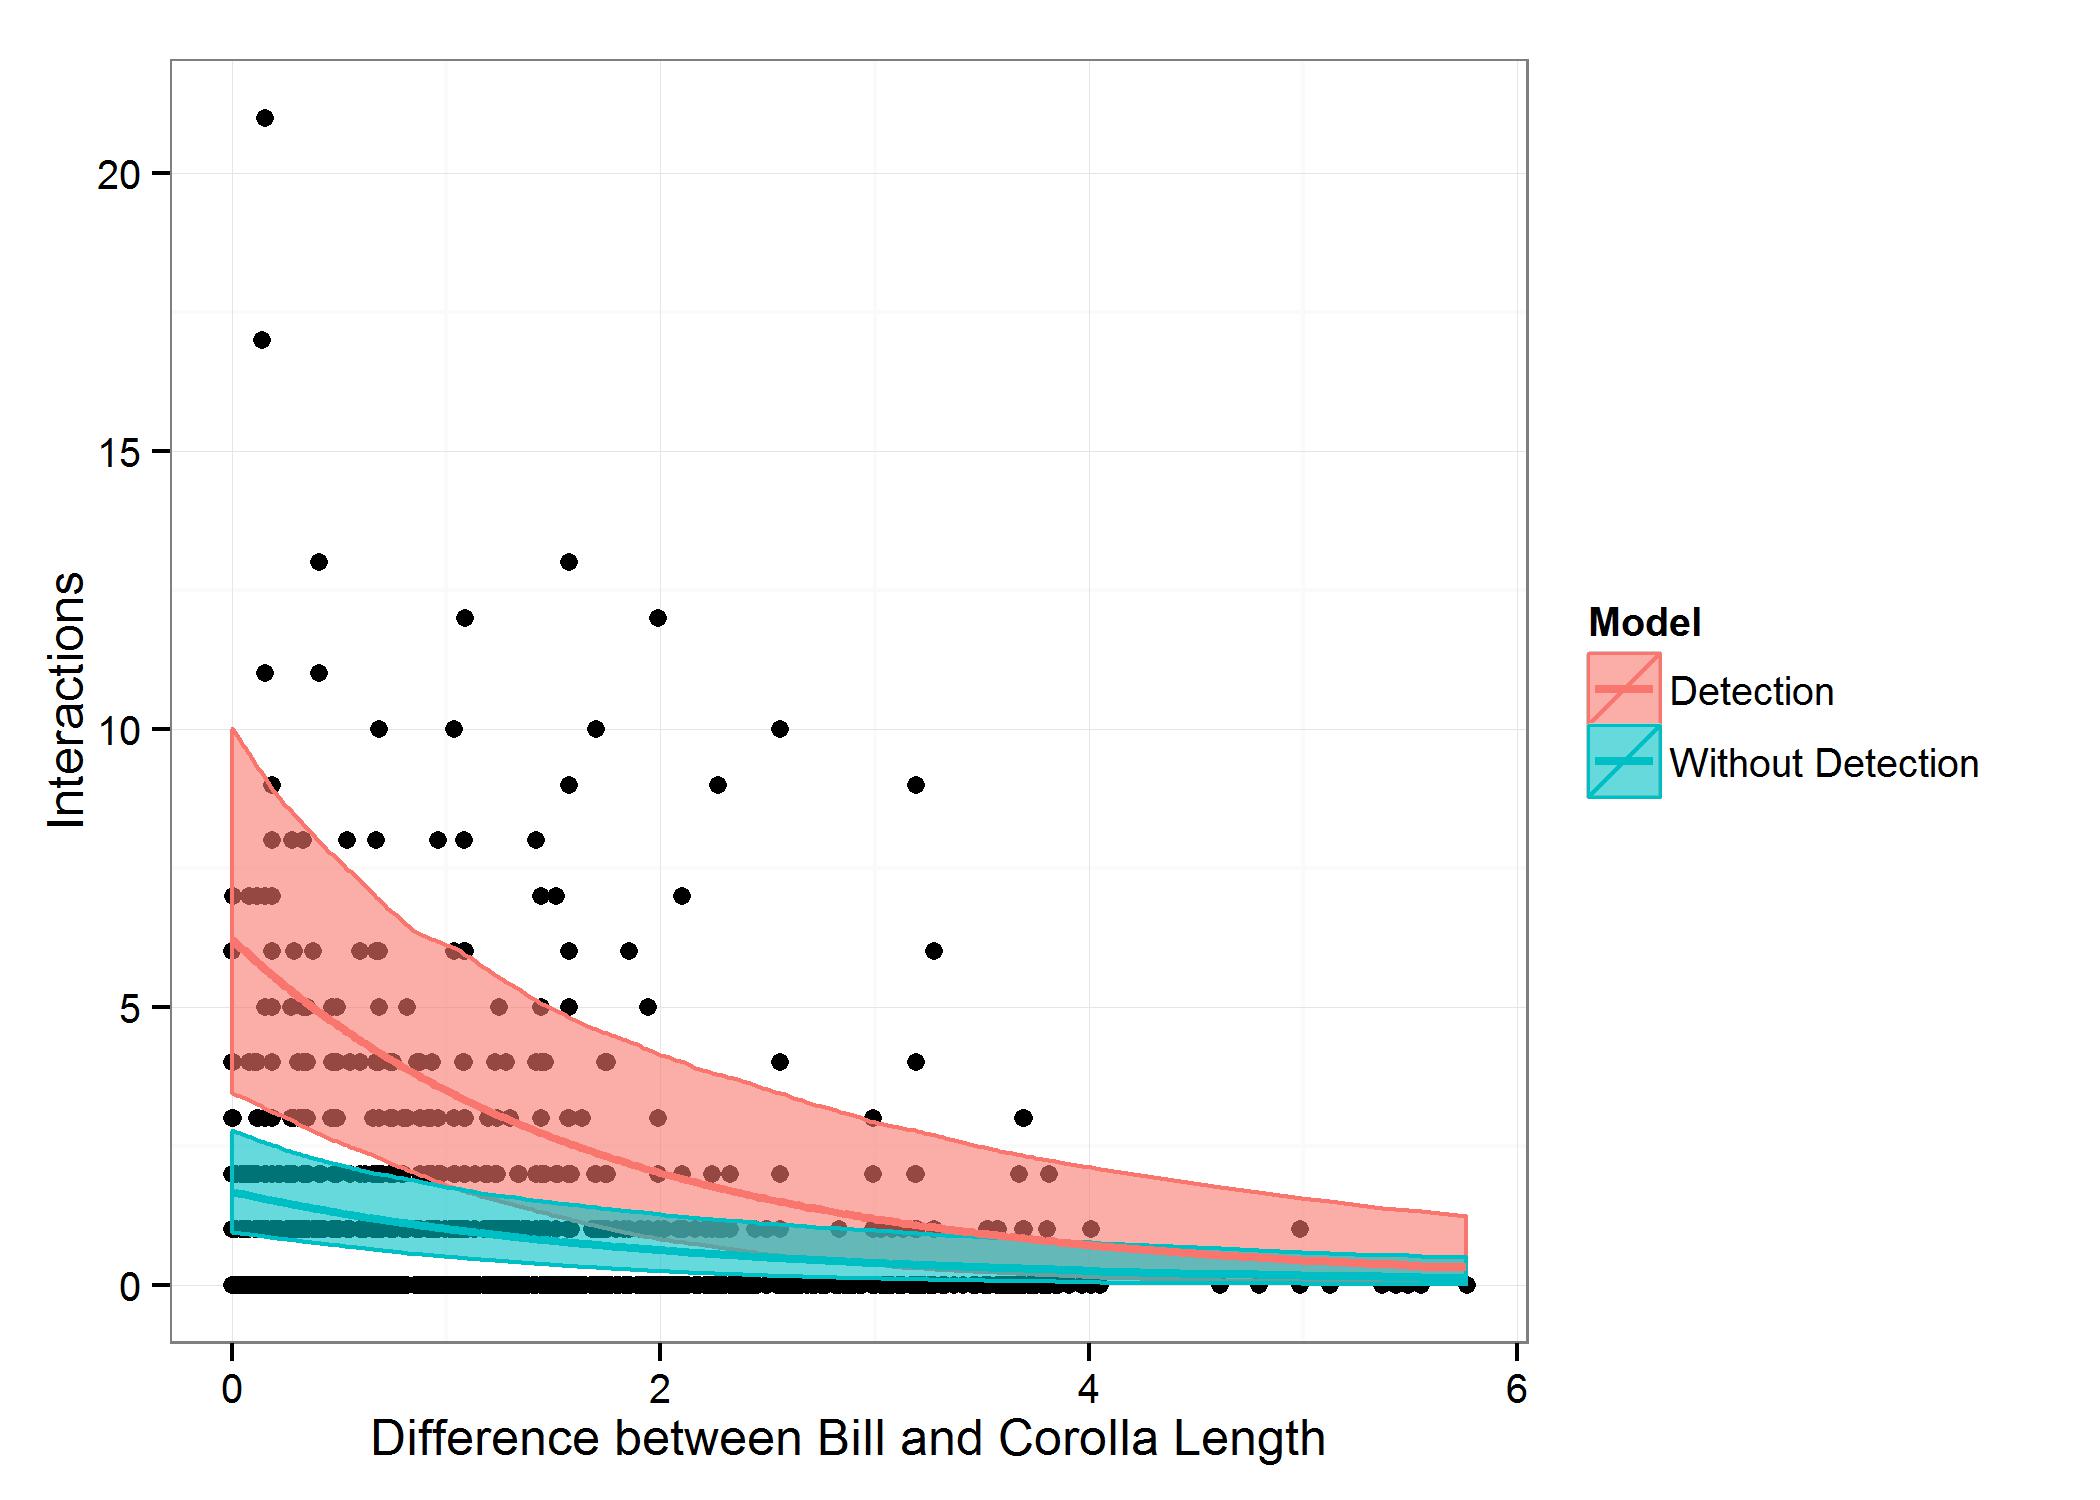 20
15
10
5
0
Interactions
0 2 4 6
Difference between Bill and Corolla Length
Model
Detection
Without Detection